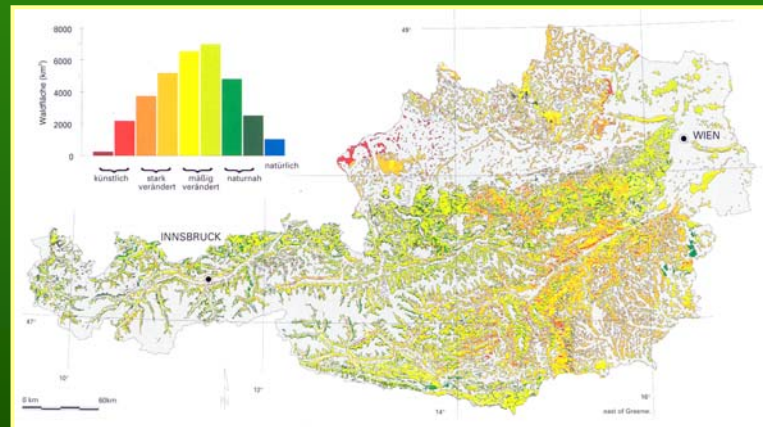 8000
6000
4000
2000
0
Waldfläche (km²)
künstlich
stark
verändert
mäßig
verändert
naturnah
natürlich
49°
WIEN
INNSBRUCK
47°
10°
12°
14°
16°
0 km 60km
east of Greenw.